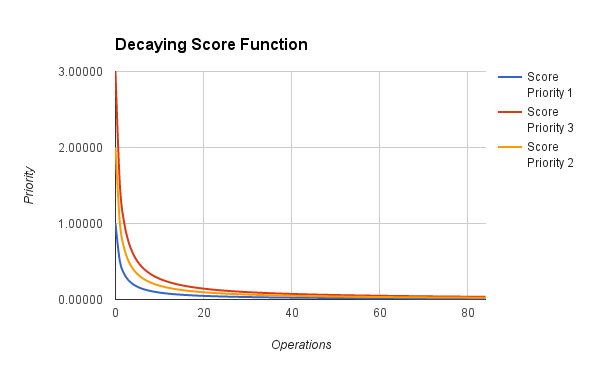 Decaying Score Function
3.00000
2.00000
1.00000
0.00000
Priority
0 20 40 60 80
Operations
Score
Priority 1
Score
Priority 3
Score
Priority 2